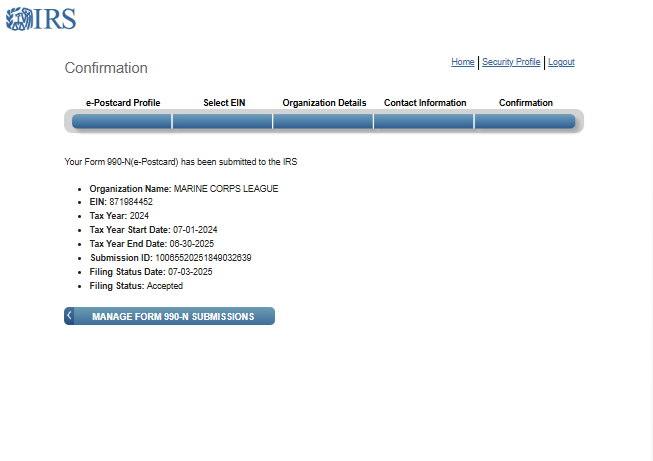 IRS
Confirmation
Home | Security Profile | Logout
e-Postcard Profile Select EIN Organization Details Contact Information Confirmation
Your Form 990-N(e-Postcard) has been submitted to the IRS
• Organization Name: MARINE CORPS LEAGUE
• EIN: 871984452
• Tax Year: 2024
• Tax Year Start Date: 07-01-2024
• Tax Year End Date: 06-30-2025
• Submission ID: 10065520251849032639
• Filing Status Date: 07-03-2025
• Filing Status: Accepted
MANAGE FORM 990-N SUBMISSIONS